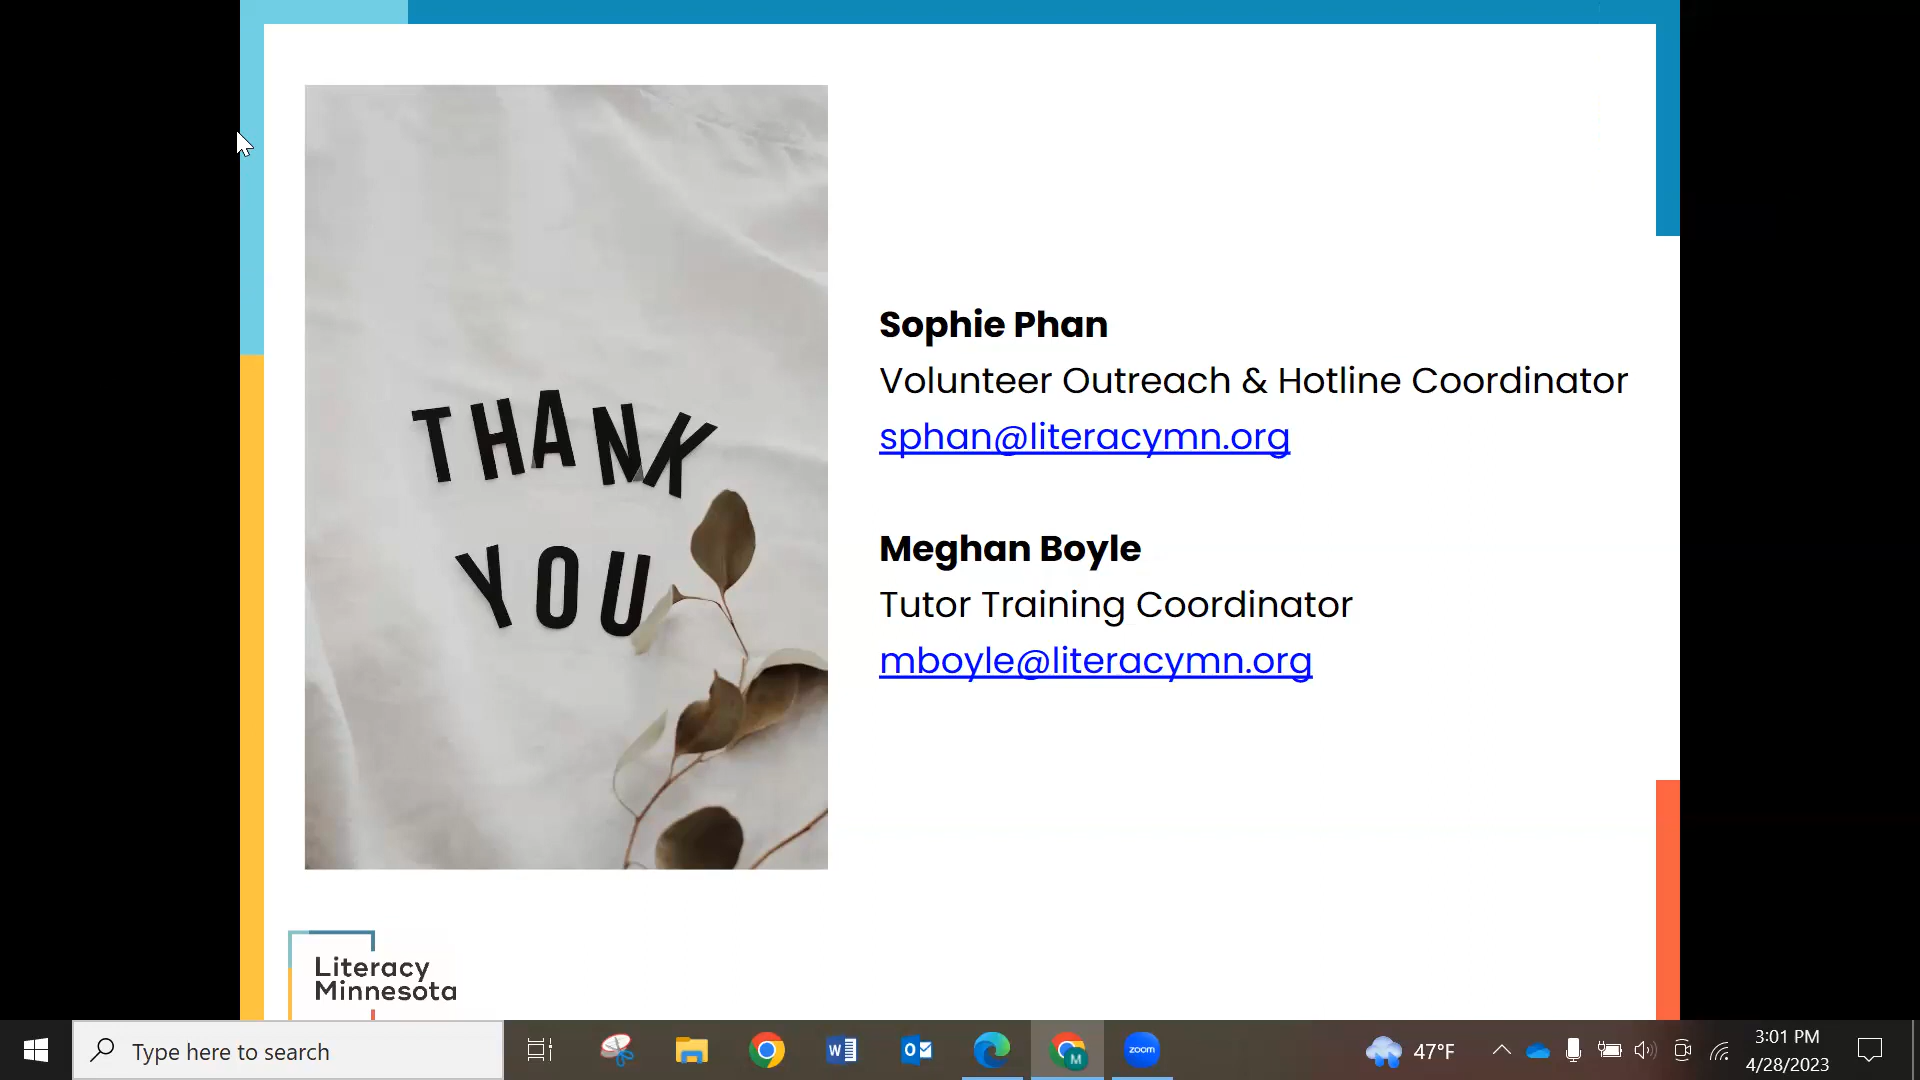 THANK
YOU
Sophie Phan
Volunteer Outreach & Hotline Coordinator
sphan@literacymn.org
Meghan Boyle
Tutor Training Coordinator
mboyle@literacymn.org
Literacy
Minnesota
Type here to search
zoom
M
47°F
3:01 PM
4/28/2023